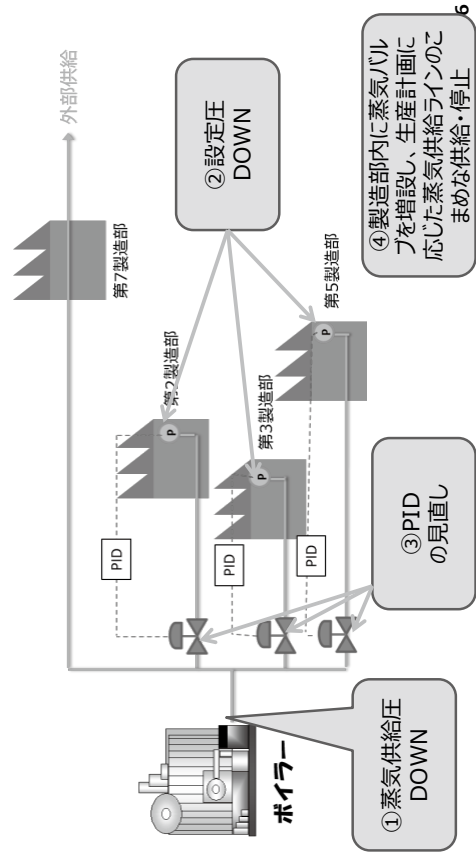 外部供給
第7製造部
②設定圧
DOWN
第2製造部
P
第3製造部
P
第5製造部
P
PID
PID
PID
ボイラー
①蒸気供給圧
DOWN
③PID
の見直し
④製造部内に蒸気バル
ブを増設し、生産計画に
応じた蒸気供給ラインのこ
まめな供給・停止
6